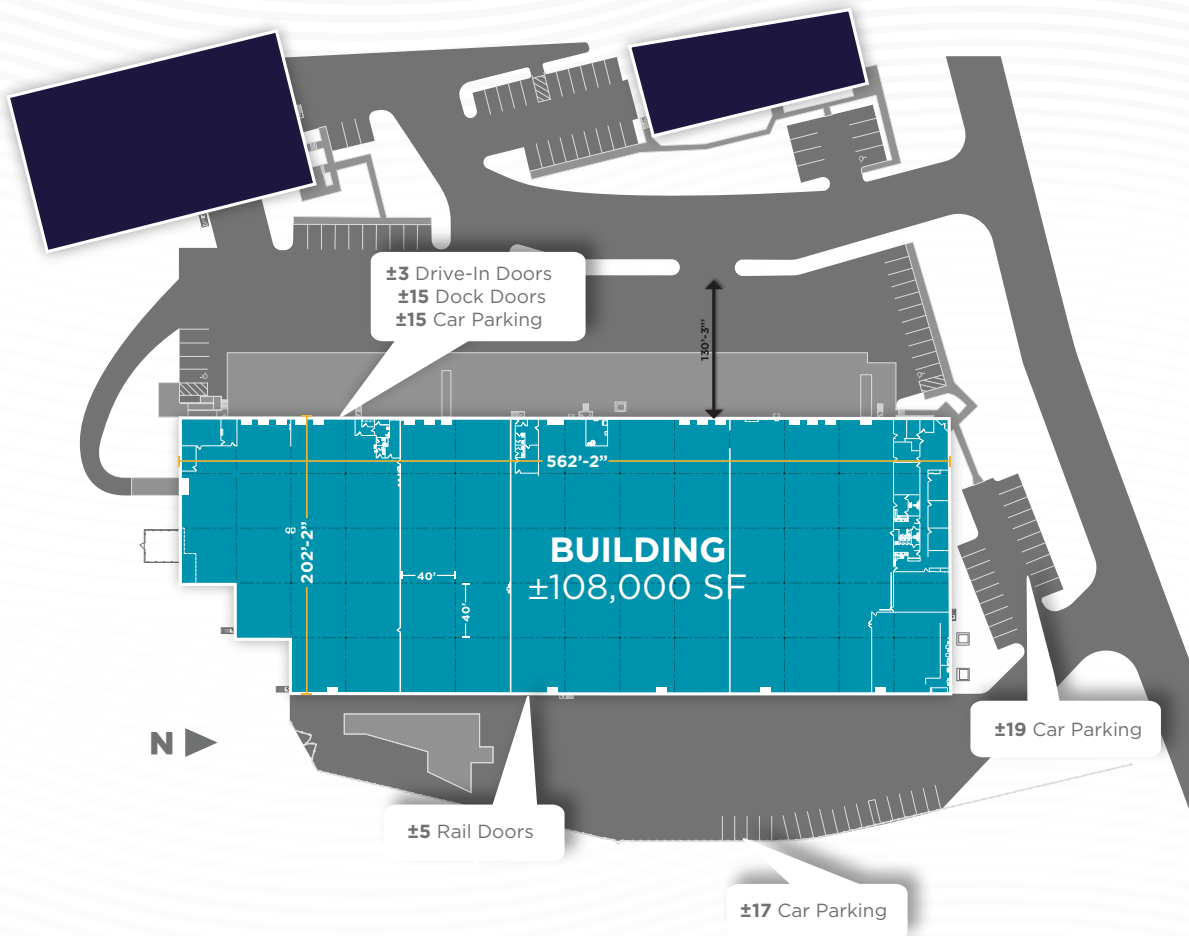 ±3 Drive-In Doors
±15 Dock Doors
±15 Car Parking
130'-3"'
562'-2"
202'-2"
BUILDING
±108,000 SF
40'
40'
N
±19 Car Parking
±5 Rail Doors
±17 Car Parking